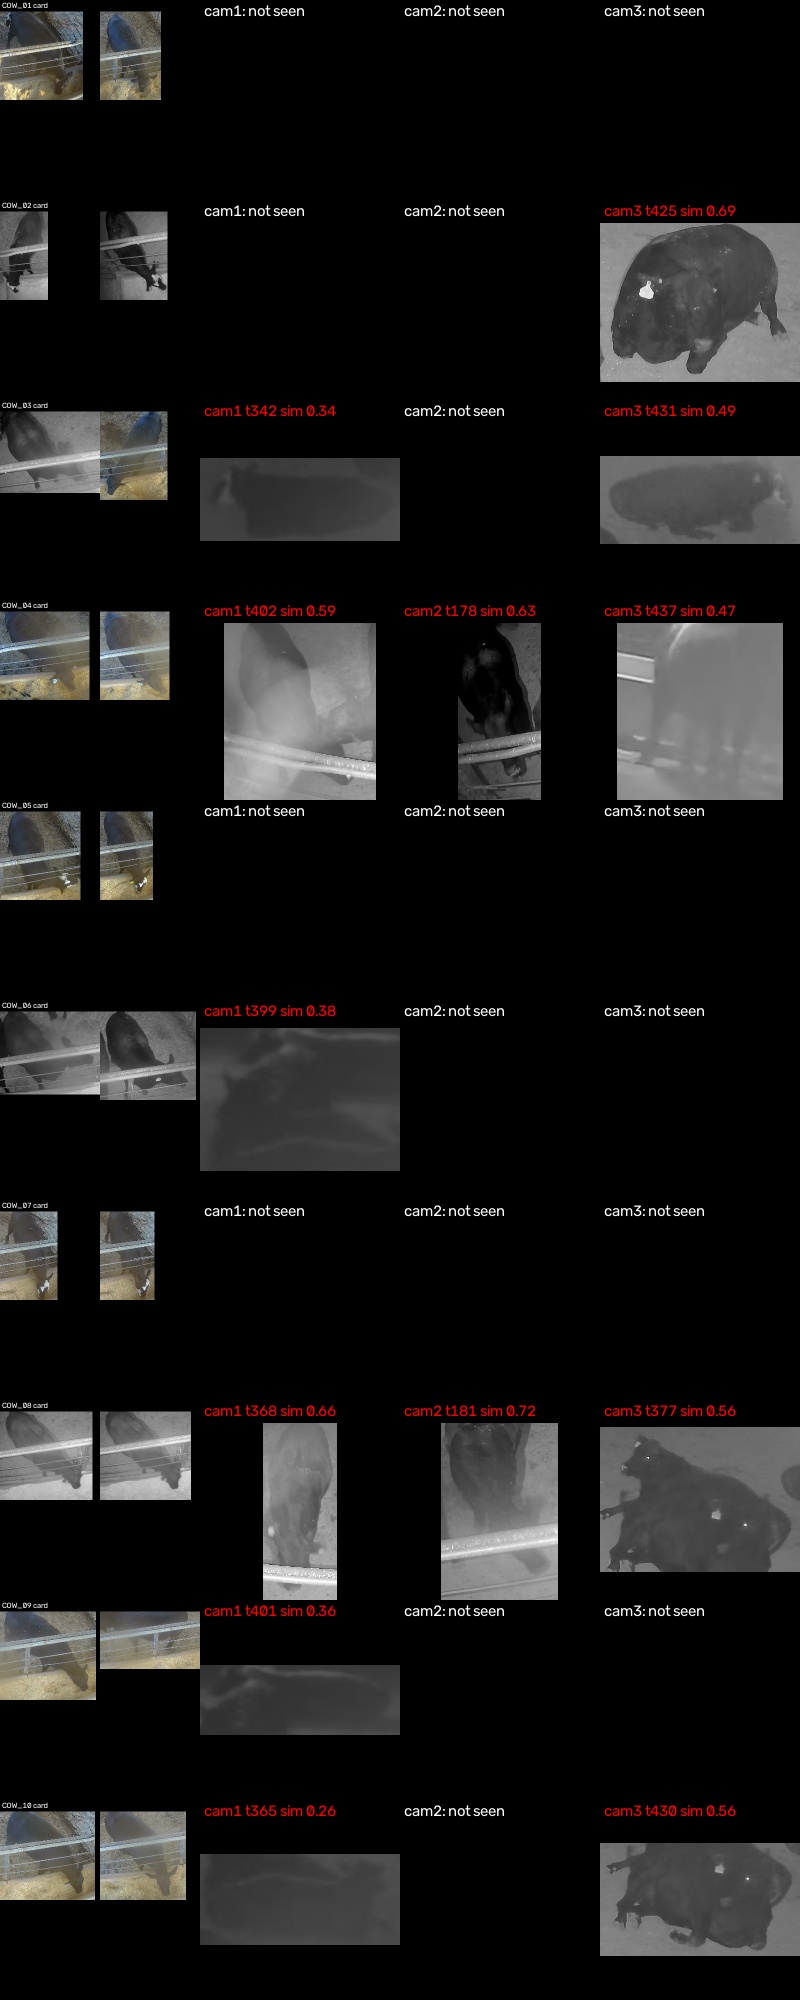 COW_01 card
cam1: not seen
cam2: not seen
cam3: not seen
COW_02 card
cam1: not seen
cam2: not seen
cam3 t425 sim 0.69
COW_03 card
cam1 t342 sim 0.34
cam2: not seen
cam3 t431 sim 0.49
COW_04 card
cam1 t402 sim 0.59
cam2 t178 sim 0.63
cam3 t437 sim 0.47
COW_05 card
cam1: not seen
cam2: not seen
cam3: not seen
COW_06 card
cam1 t399 sim 0.38
cam2: not seen
cam3: not seen
COW_07 card
cam1: not seen
cam2: not seen
cam3: not seen
COW_08 card
cam1 t368 sim 0.66
cam2 t181 sim 0.72
cam3 t377 sim 0.56
COW_09 card
cam1 t401 sim 0.36
cam2: not seen
cam3: not seen
COW_10 card
cam1 t365 sim 0.26
cam2: not seen
cam3 t430 sim 0.56